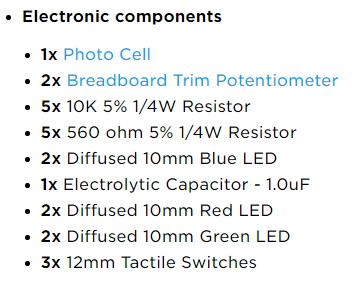 Electronic components
1x Photo Cell
2x Breadboard Trim Potentiometer
5x 10K 5% 1/4W Resistor
5x 560 ohm 5% 1/4W Resistor
2x Diffused 10mm Blue LED
1x Electrolytic Capacitor - 1.0uF
2x Diffused 10mm Red LED
2x Diffused 10mm Green LED
3x 12mm Tactile Switches